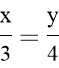 x/3 = y/4